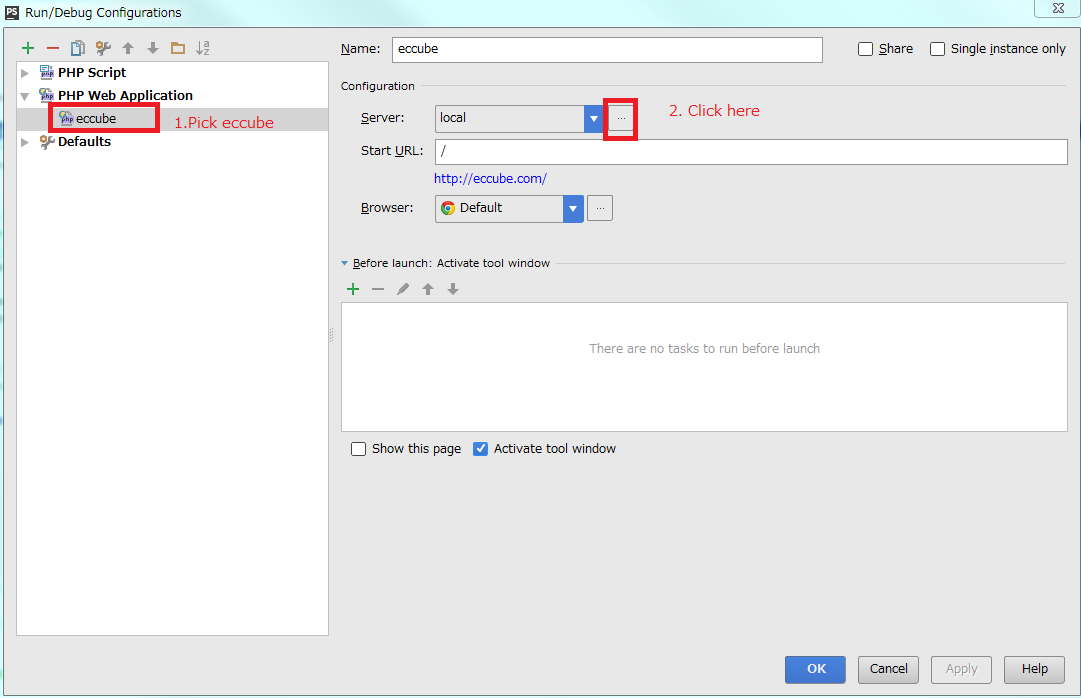 PS Run/Debug Configurations
Name: eccube Share Single instance only
PHP Script
PHP Web Application
eccube
1.Pick eccube
Defaults
Configuration
Server: local ... 2. Click here
Start URL: /
http://eccube.com/
Browser: Default ...
Before launch: Activate tool window
There are no tasks to run before launch
Show this page Activate tool window
OK Cancel Apply Help